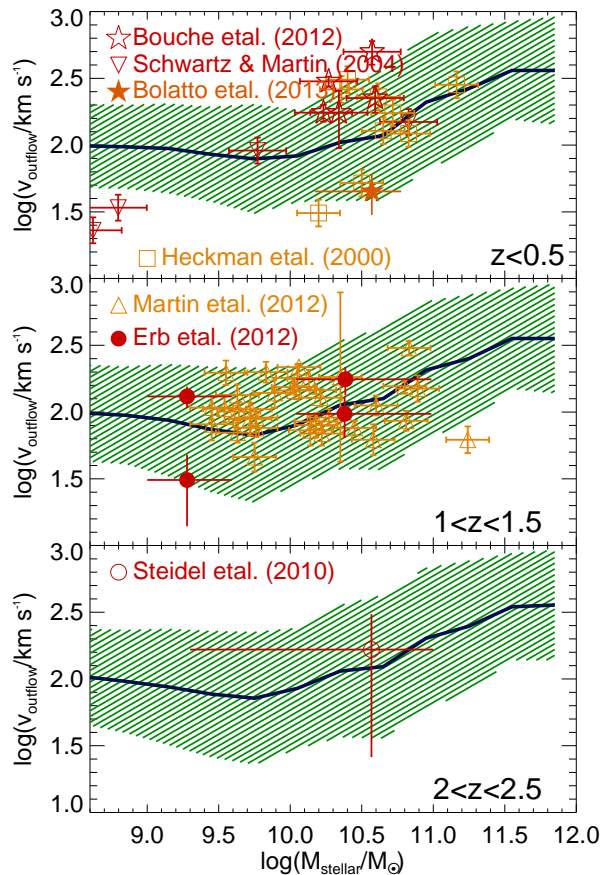 3.0
2.5
2.0
1.5
log(v_outflow/km s⁻¹)
Bouche etal. (2012)
Schwartz & Martin (2004)
Bolatto etal. (2013)
Heckman etal. (2000)
z<0.5
3.0
2.5
2.0
1.5
log(v_outflow/km s⁻¹)
Martin etal. (2012)
Erb etal. (2012)
1<z<1.5
3.0
2.5
2.0
1.5
1.0
log(v_outflow/km s⁻¹)
Steidel etal. (2010)
2<z<2.5
9.0 9.5 10.0 10.5 11.0 11.5 12.0
log(M_stellar/M_⊙)